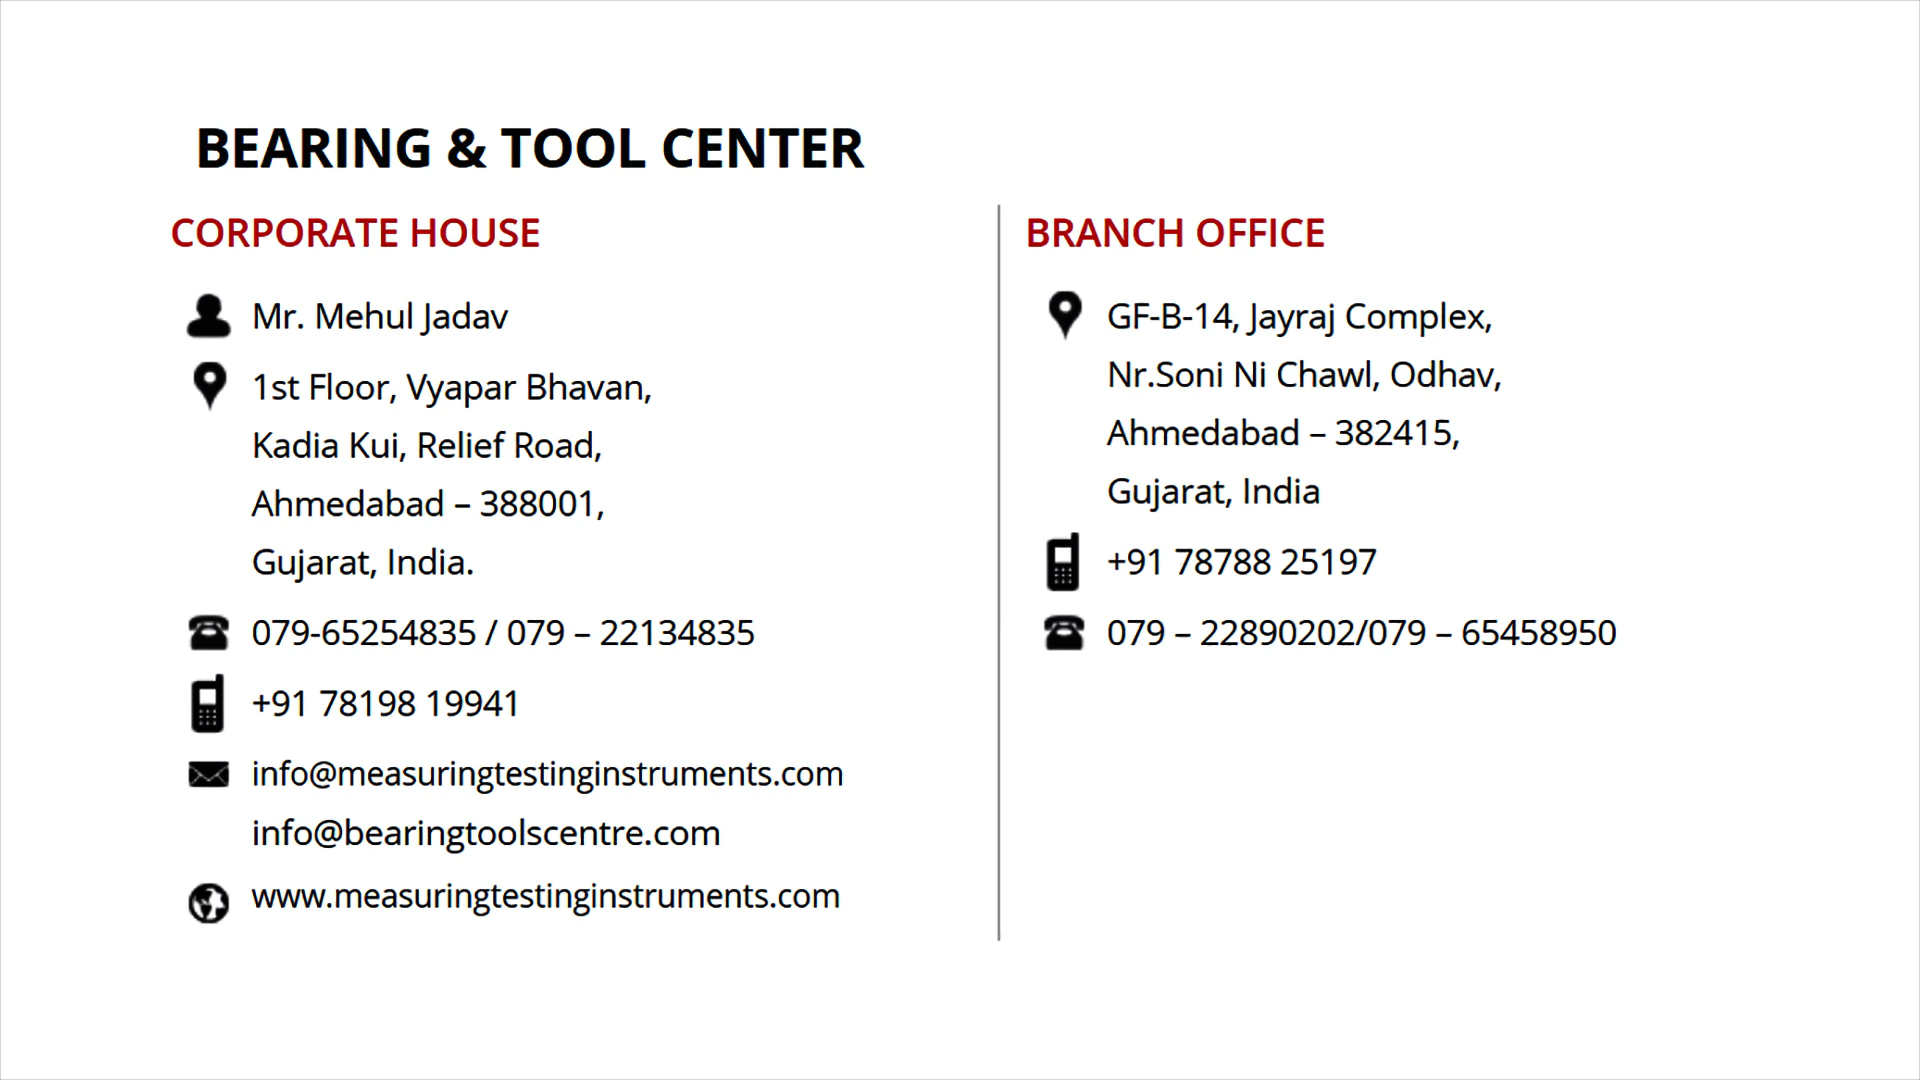 BEARING & TOOL CENTER
CORPORATE HOUSE
Mr. Mehul Jadav
1st Floor, Vyapar Bhavan,
Kadia Kui, Relief Road,
Ahmedabad – 388001,
Gujarat, India.
079-65254835 / 079 – 22134835
+91 78198 19941
info@measuringtestinginstruments.com
info@bearingtoolscentre.com
www.measuringtestinginstruments.com
BRANCH OFFICE
GF-B-14, Jayraj Complex,
Nr.Soni Ni Chawl, Odhav,
Ahmedabad – 382415,
Gujarat, India
+91 78788 25197
079 – 22890202/079 – 65458950